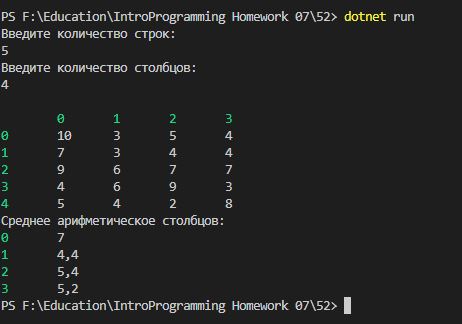 PS F:\Education\IntroProgramming Homework 07\52> dotnet run
Введите количество строк:
5
Введите количество столбцов:
4
0 1 2 3
0 10 3 5 4
1 7 3 4 4
2 9 6 7 7
3 4 6 9 3
4 5 4 2 8
Среднее арифметическое столбцов:
0 7
1 4,4
2 5,4
3 5,2
PS F:\Education\IntroProgramming Homework 07\52>